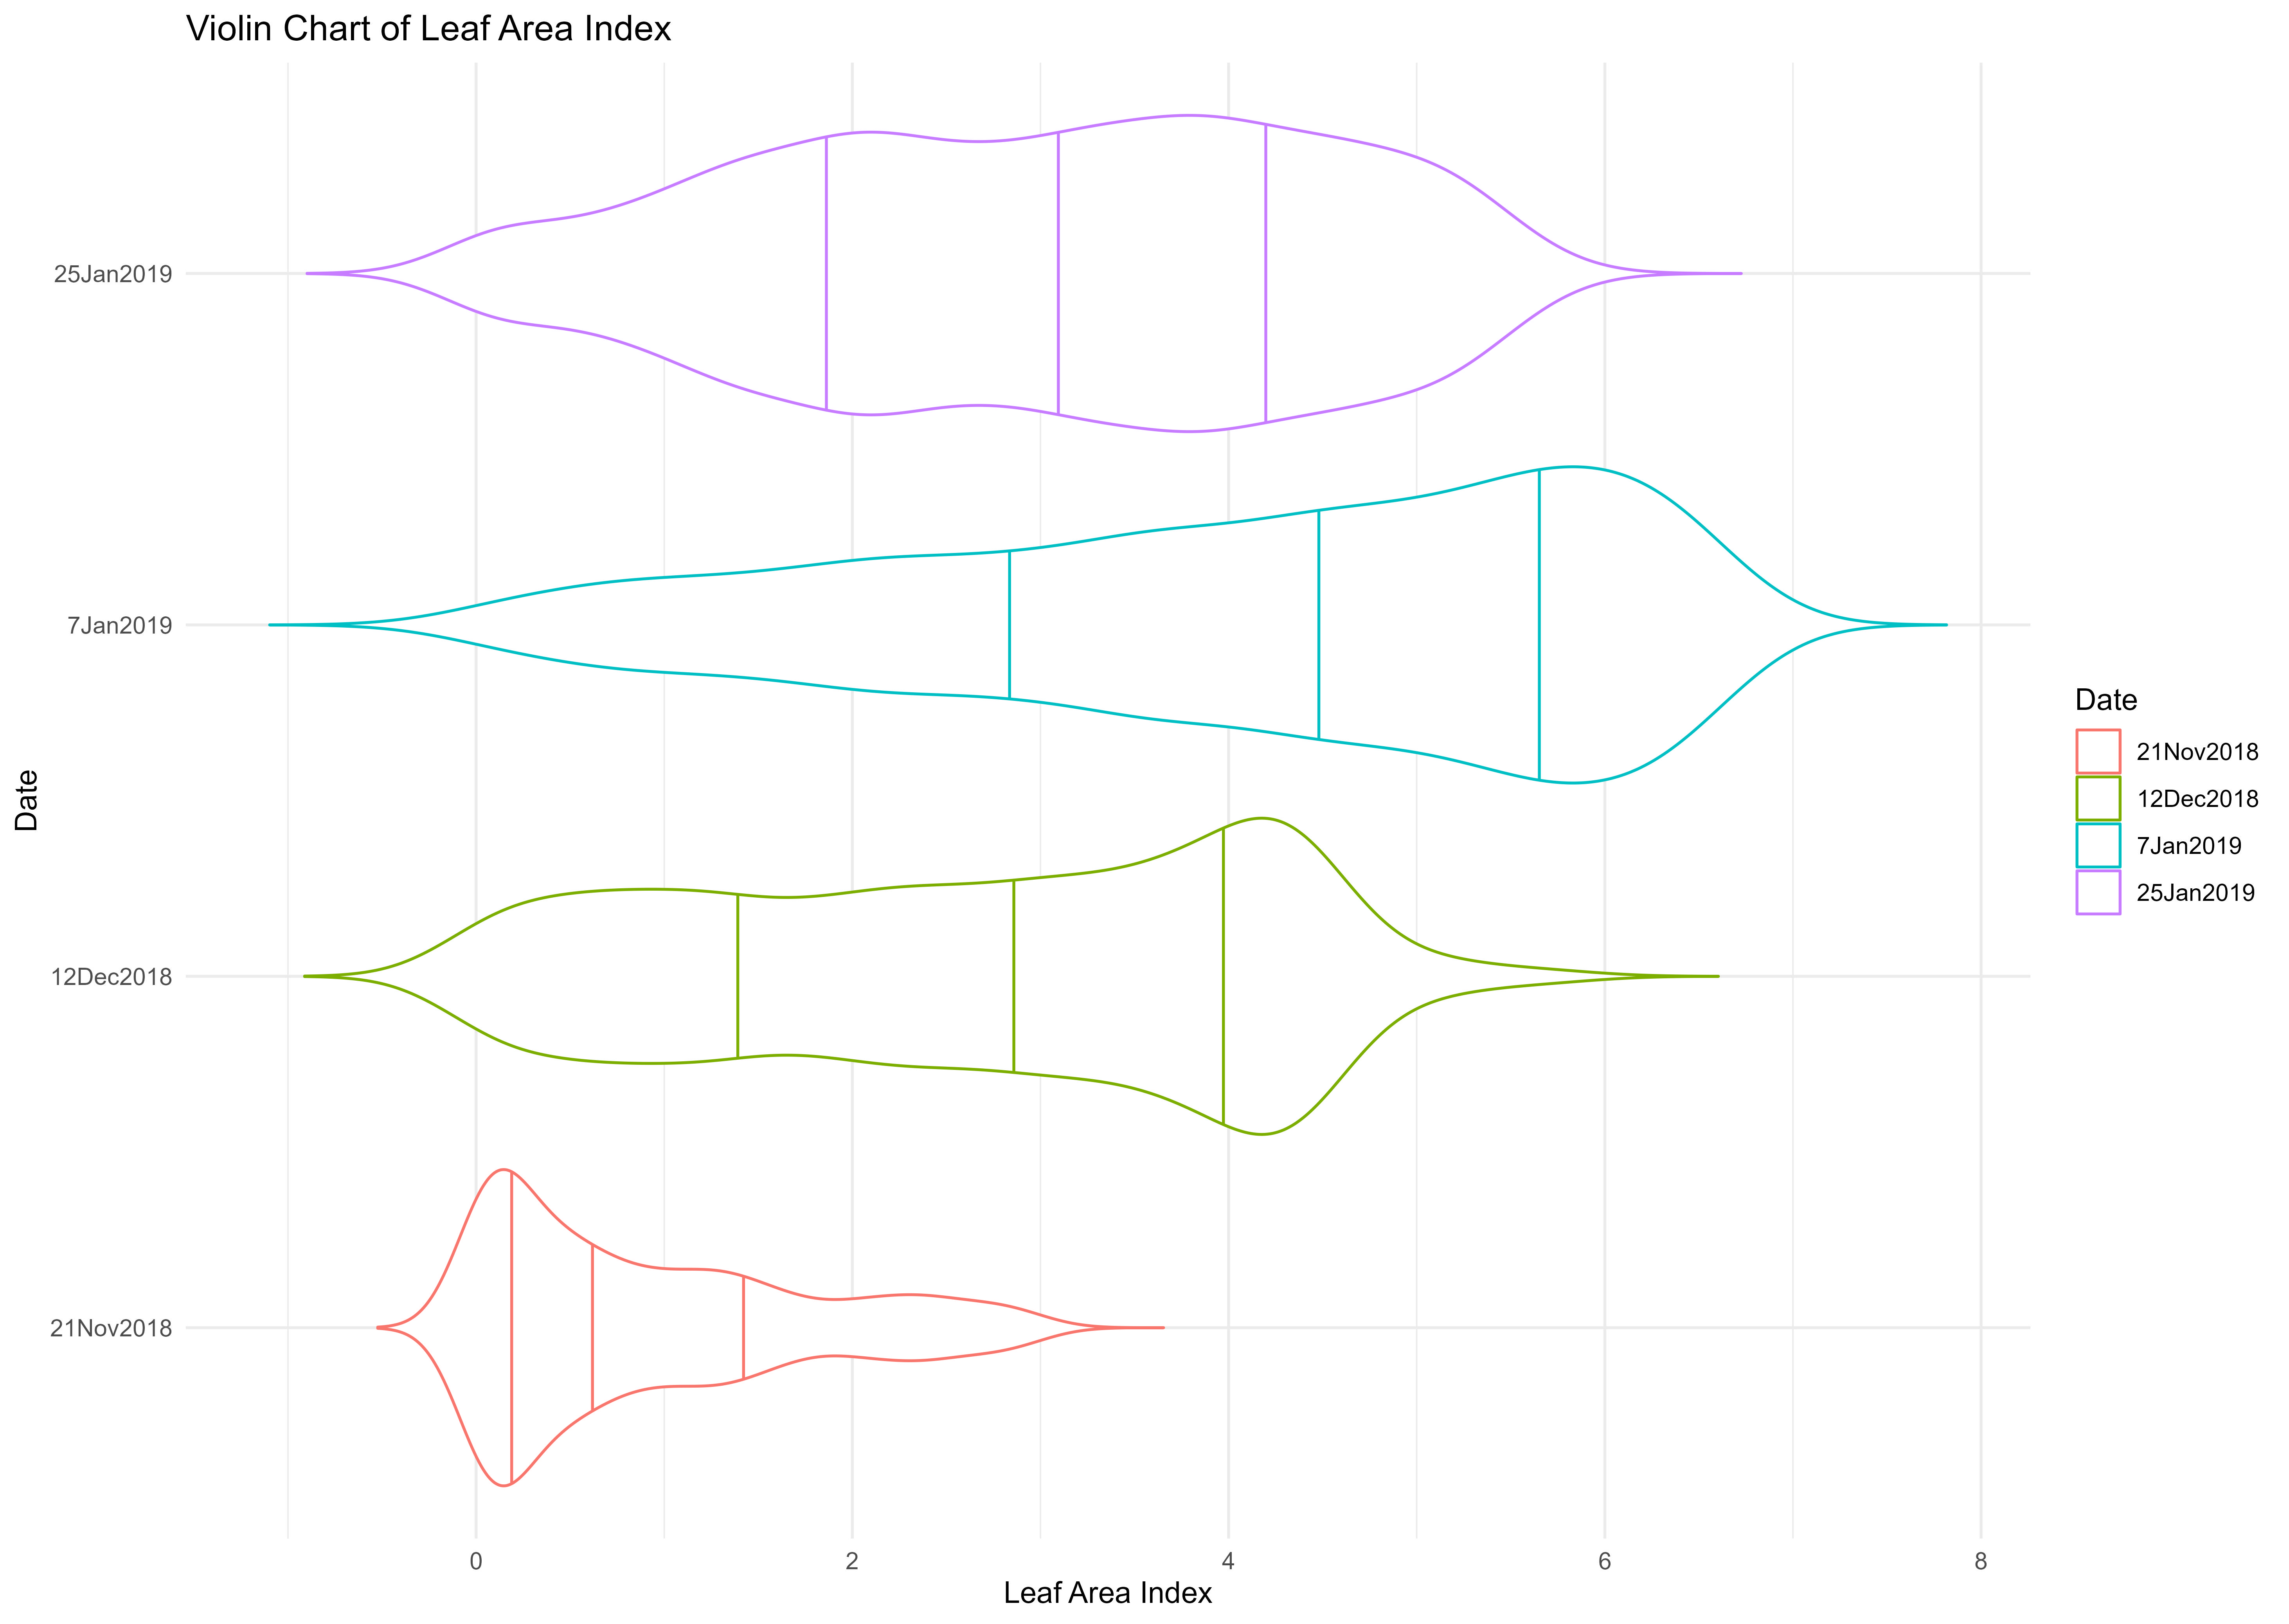 Violin Chart of Leaf Area Index
25Jan2019
7Jan2019
12Dec2018
21Nov2018
Date
0 2 4 6 8
Leaf Area Index
Date
21Nov2018
12Dec2018
7Jan2019
25Jan2019